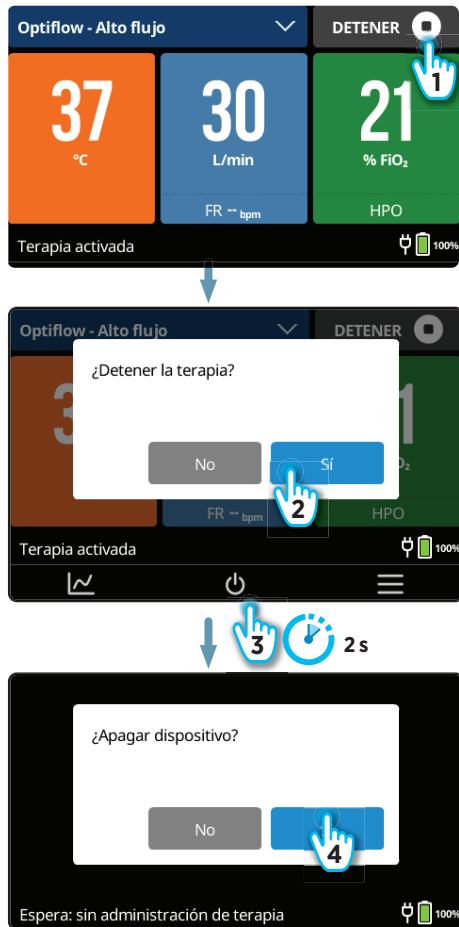 Optiflow - Alto flujo DETENER
1
37 30 21
°C L/min % FiO₂
FR -- bpm HPO
Terapia activada 100%
Optiflow - Alto flujo DETENER
¿Detener la terapia?
No Sí
2
FR -- bpm HPO
Terapia activada 100%
3 2 s
¿Apagar dispositivo?
No
4
Espera: sin administración de terapia 100%